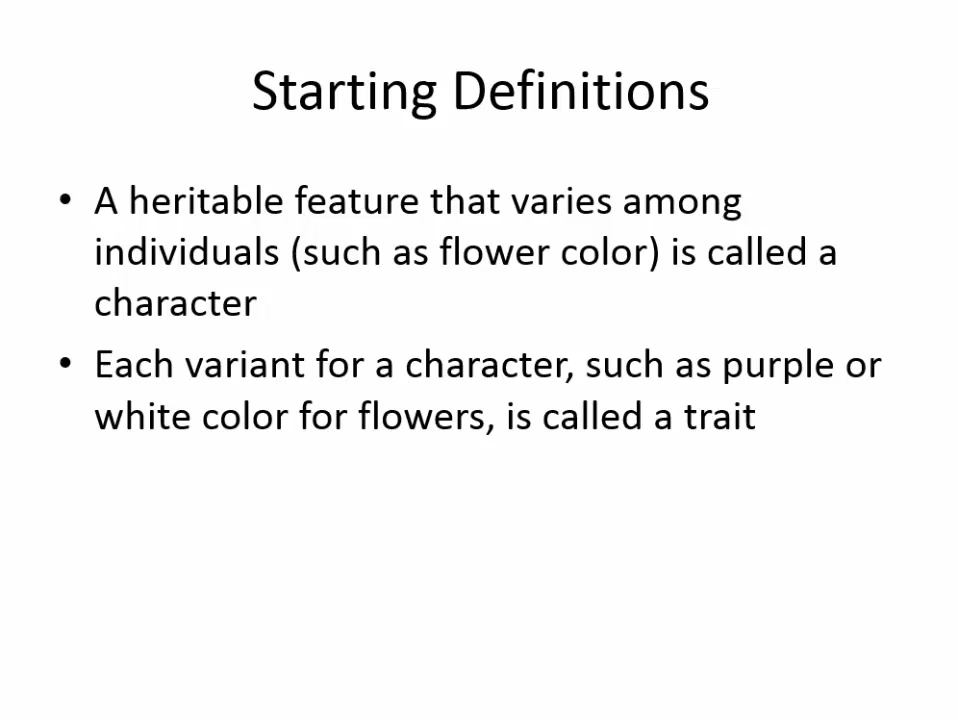 Starting Definitions
• A heritable feature that varies among
individuals (such as flower color) is called a
character
• Each variant for a character, such as purple or
white color for flowers, is called a trait